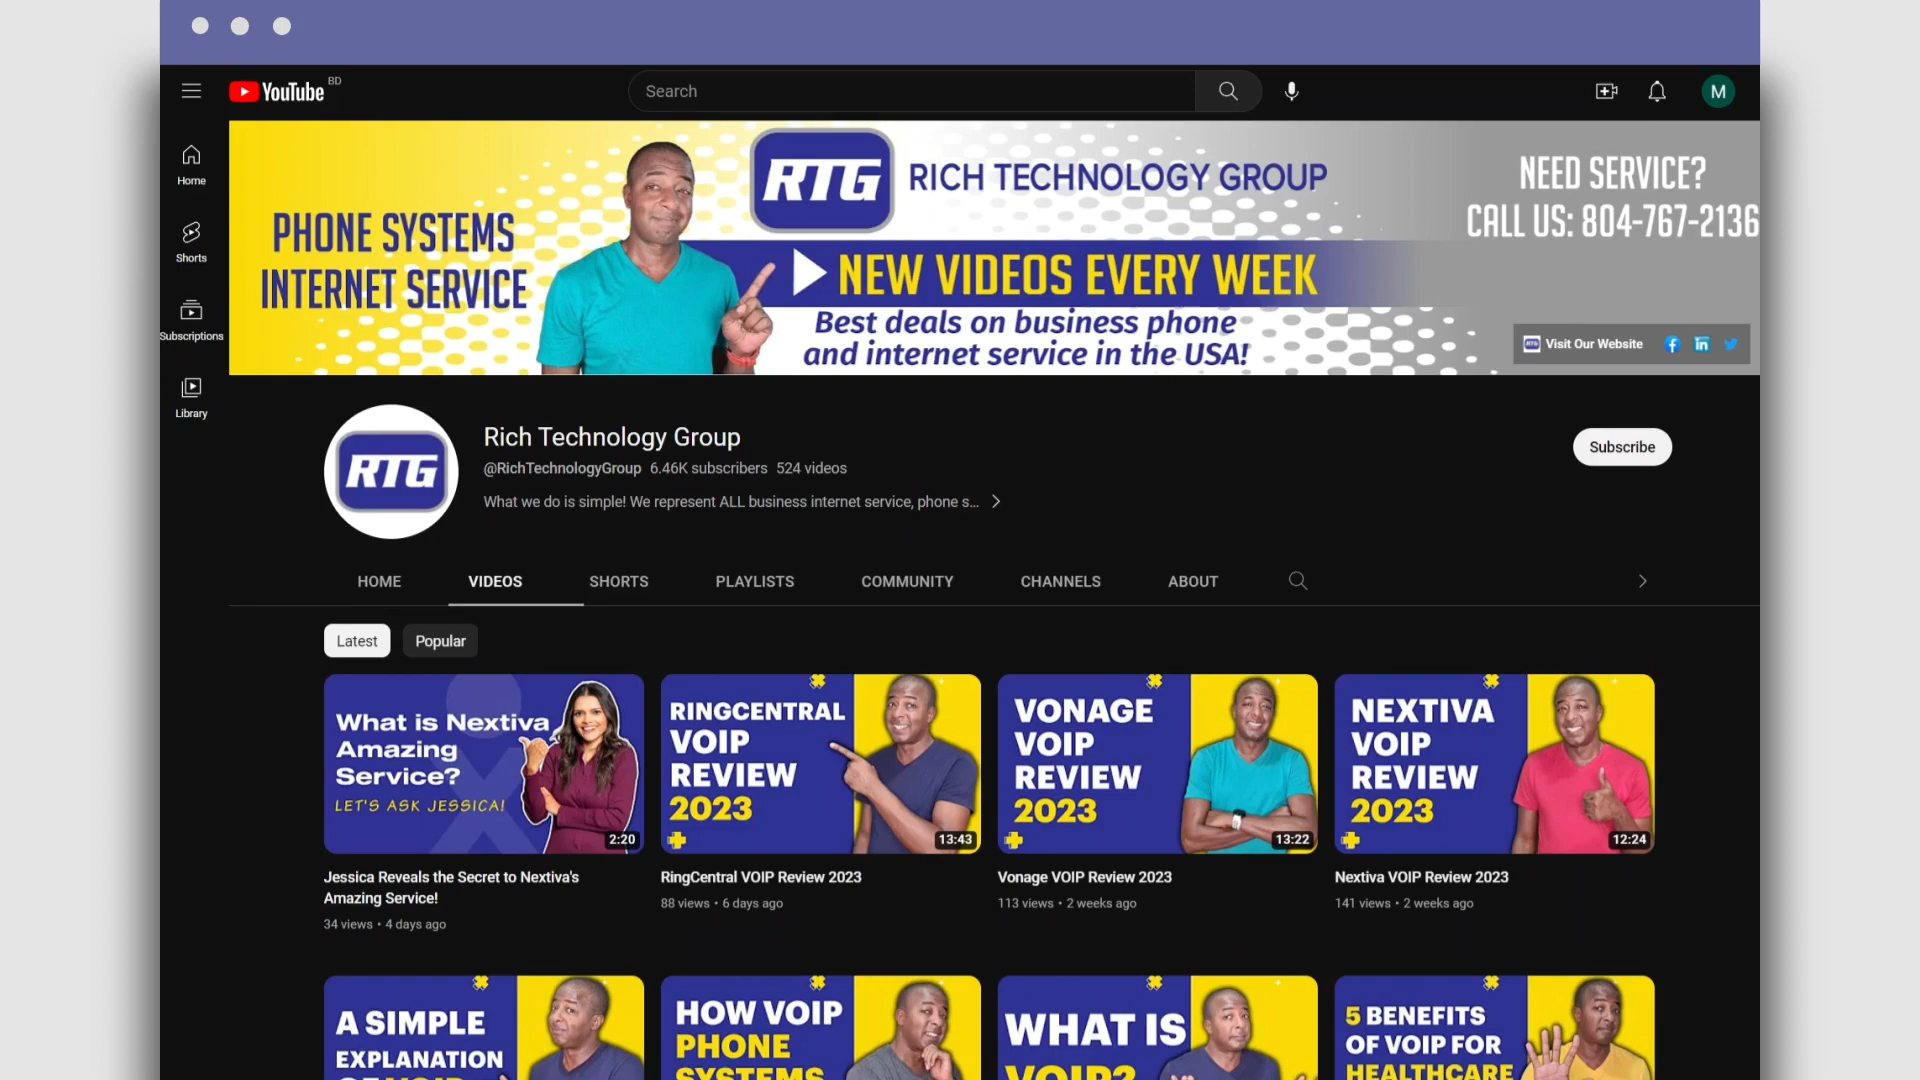 YouTube BD
Search
M
Home
Shorts
Subscriptions
Library
PHONE SYSTEMS
INTERNET SERVICE
RTG
RICH TECHNOLOGY GROUP
NEW VIDEOS EVERY WEEK
Best deals on business phone
and internet service in the USA!
NEED SERVICE?
CALL US: 804-767-2136
RTG Visit Our Website
RTG
Rich Technology Group
@RichTechnologyGroup 6.46K subscribers 524 videos
What we do is simple! We represent ALL business internet service, phone s...
Subscribe
HOME VIDEOS SHORTS PLAYLISTS COMMUNITY CHANNELS ABOUT
Latest Popular
What is Nextiva
Amazing
Service?
LET'S ASK JESSICA!
2:20
Jessica Reveals the Secret to Nextiva's
Amazing Service!
34 views • 4 days ago
RINGCENTRAL
VOIP
REVIEW
2023
13:43
RingCentral VOIP Review 2023
88 views • 6 days ago
VONAGE
VOIP
REVIEW
2023
13:22
Vonage VOIP Review 2023
113 views • 2 weeks ago
NEXTIVA
VOIP
REVIEW
2023
12:24
Nextiva VOIP Review 2023
141 views • 2 weeks ago
A SIMPLE
EXPLANATION
OF VOIP
HOW VOIP
PHONE
SYSTEMS
WHAT IS
VOIP?
5 BENEFITS
OF VOIP FOR
HEALTHCARE